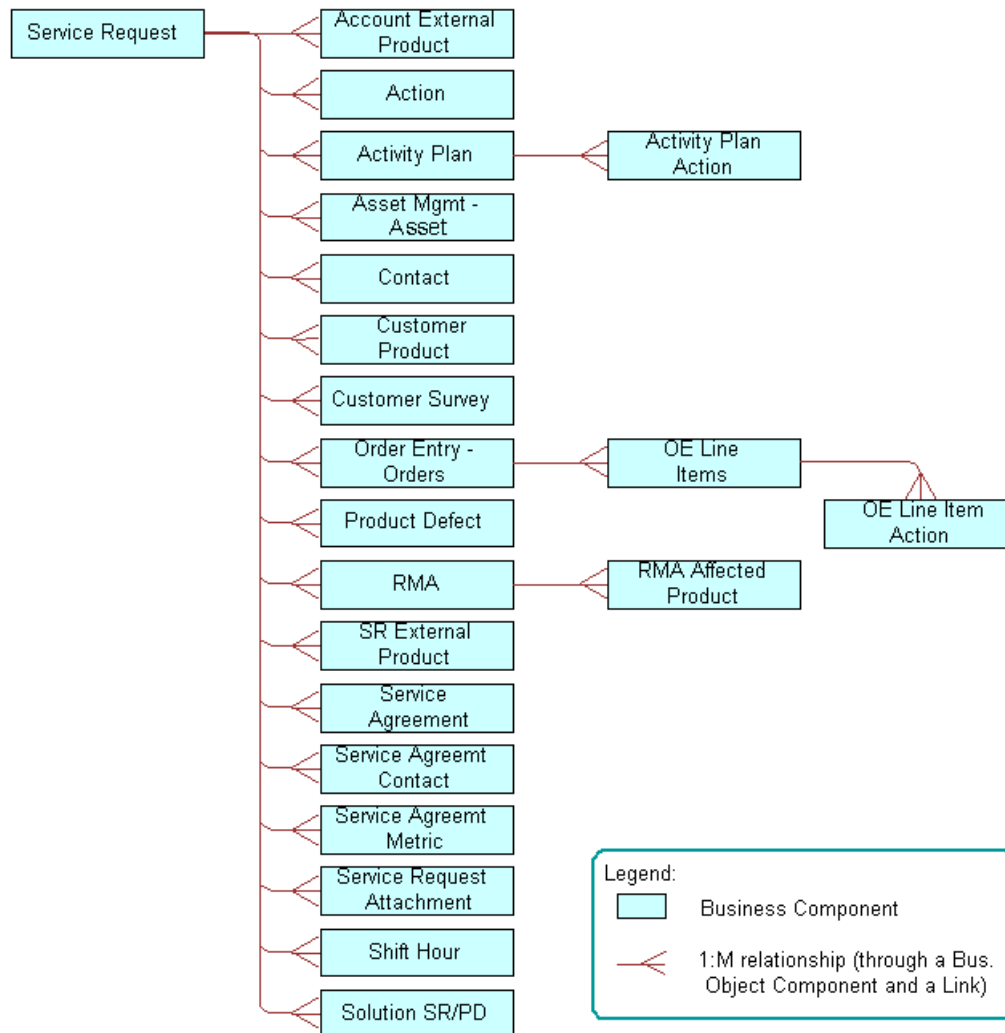 Service Request
Account External
Product
Action
Activity Plan
Activity Plan
Action
Asset Mgmt -
Asset
Contact
Customer
Product
Customer Survey
Order Entry -
Orders
OE Line
Items
OE Line Item
Action
Product Defect
RMA
RMA Affected
Product
SR External
Product
Service
Agreement
Service Agreemt
Contact
Service Agreemt
Metric
Service Request
Attachment
Shift Hour
Solution SR/PD
Legend:
Business Component
1:M relationship (through a Bus.
Object Component and a Link)